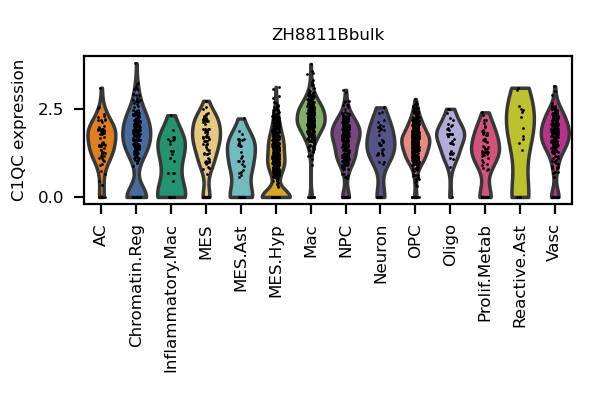 ZH8811Bbulk
C1QC expression
2.5
0.0
AC
Chromatin.Reg
Inflammatory.Mac
MES
MES.Ast
MES.Hyp
Mac
NPC
Neuron
OPC
Oligo
Prolif.Metab
Reactive.Ast
Vasc